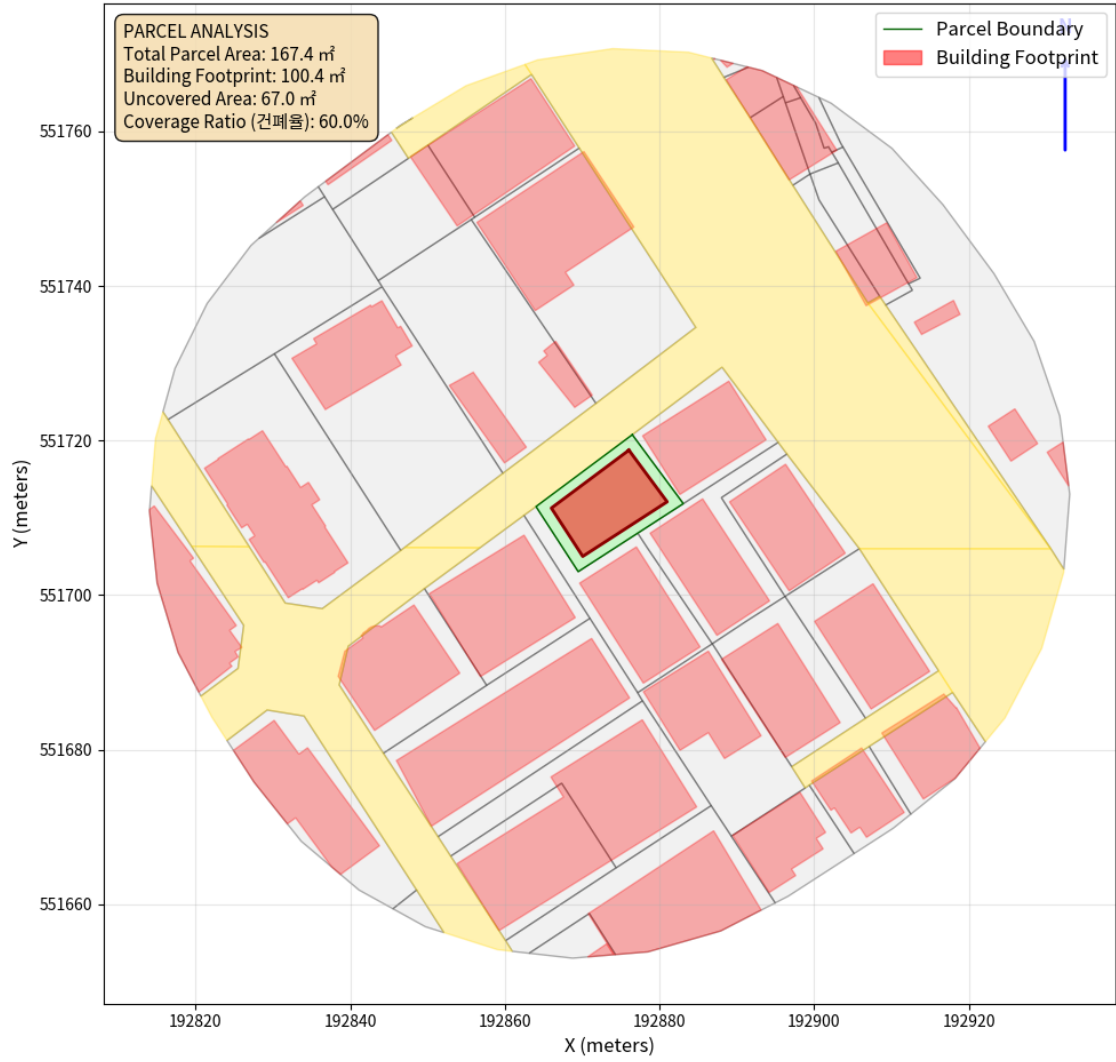 PARCEL ANALYSIS
Total Parcel Area: 167.4 ㎡
Building Footprint: 100.4 ㎡
Uncovered Area: 67.0 ㎡
Coverage Ratio (건폐율): 60.0%
Parcel Boundary
Building Footprint
N
551760
551740
551720
551700
551680
551660
Y (meters)
192820
192840
192860
192880
192900
192920
X (meters)